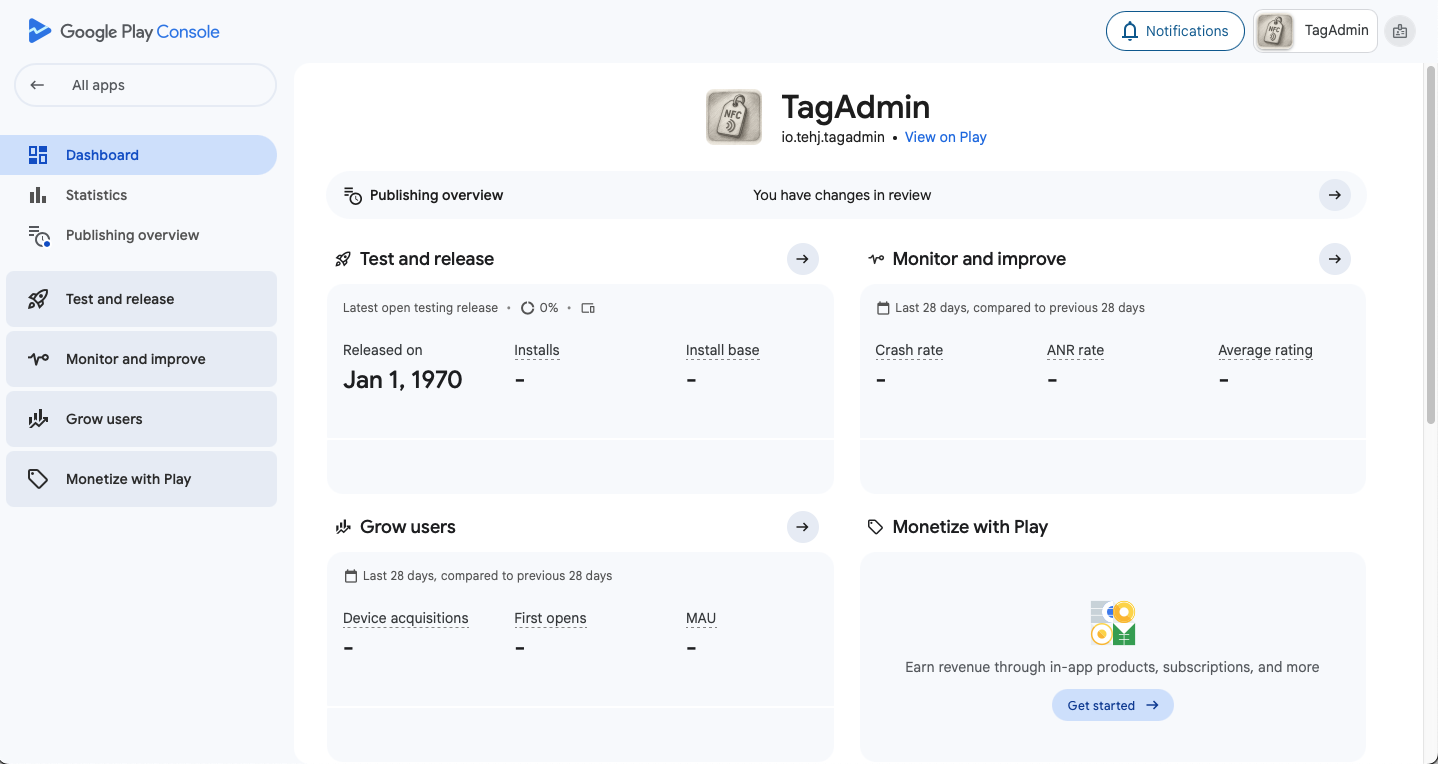 Google Play Console
Notifications
TagAdmin
All apps
Dashboard
Statistics
Publishing overview
Test and release
Monitor and improve
Grow users
Monetize with Play
NFC
TagAdmin
io.tehj.tagadmin • View on Play
Publishing overview
You have changes in review
Test and release
Latest open testing release • 0% •
Released on Installs Install base
Jan 1, 1970 - -
Monitor and improve
Last 28 days, compared to previous 28 days
Crash rate ANR rate Average rating
- - -
Grow users
Last 28 days, compared to previous 28 days
Device acquisitions First opens MAU
- - -
Monetize with Play
Earn revenue through in-app products, subscriptions, and more
Get started